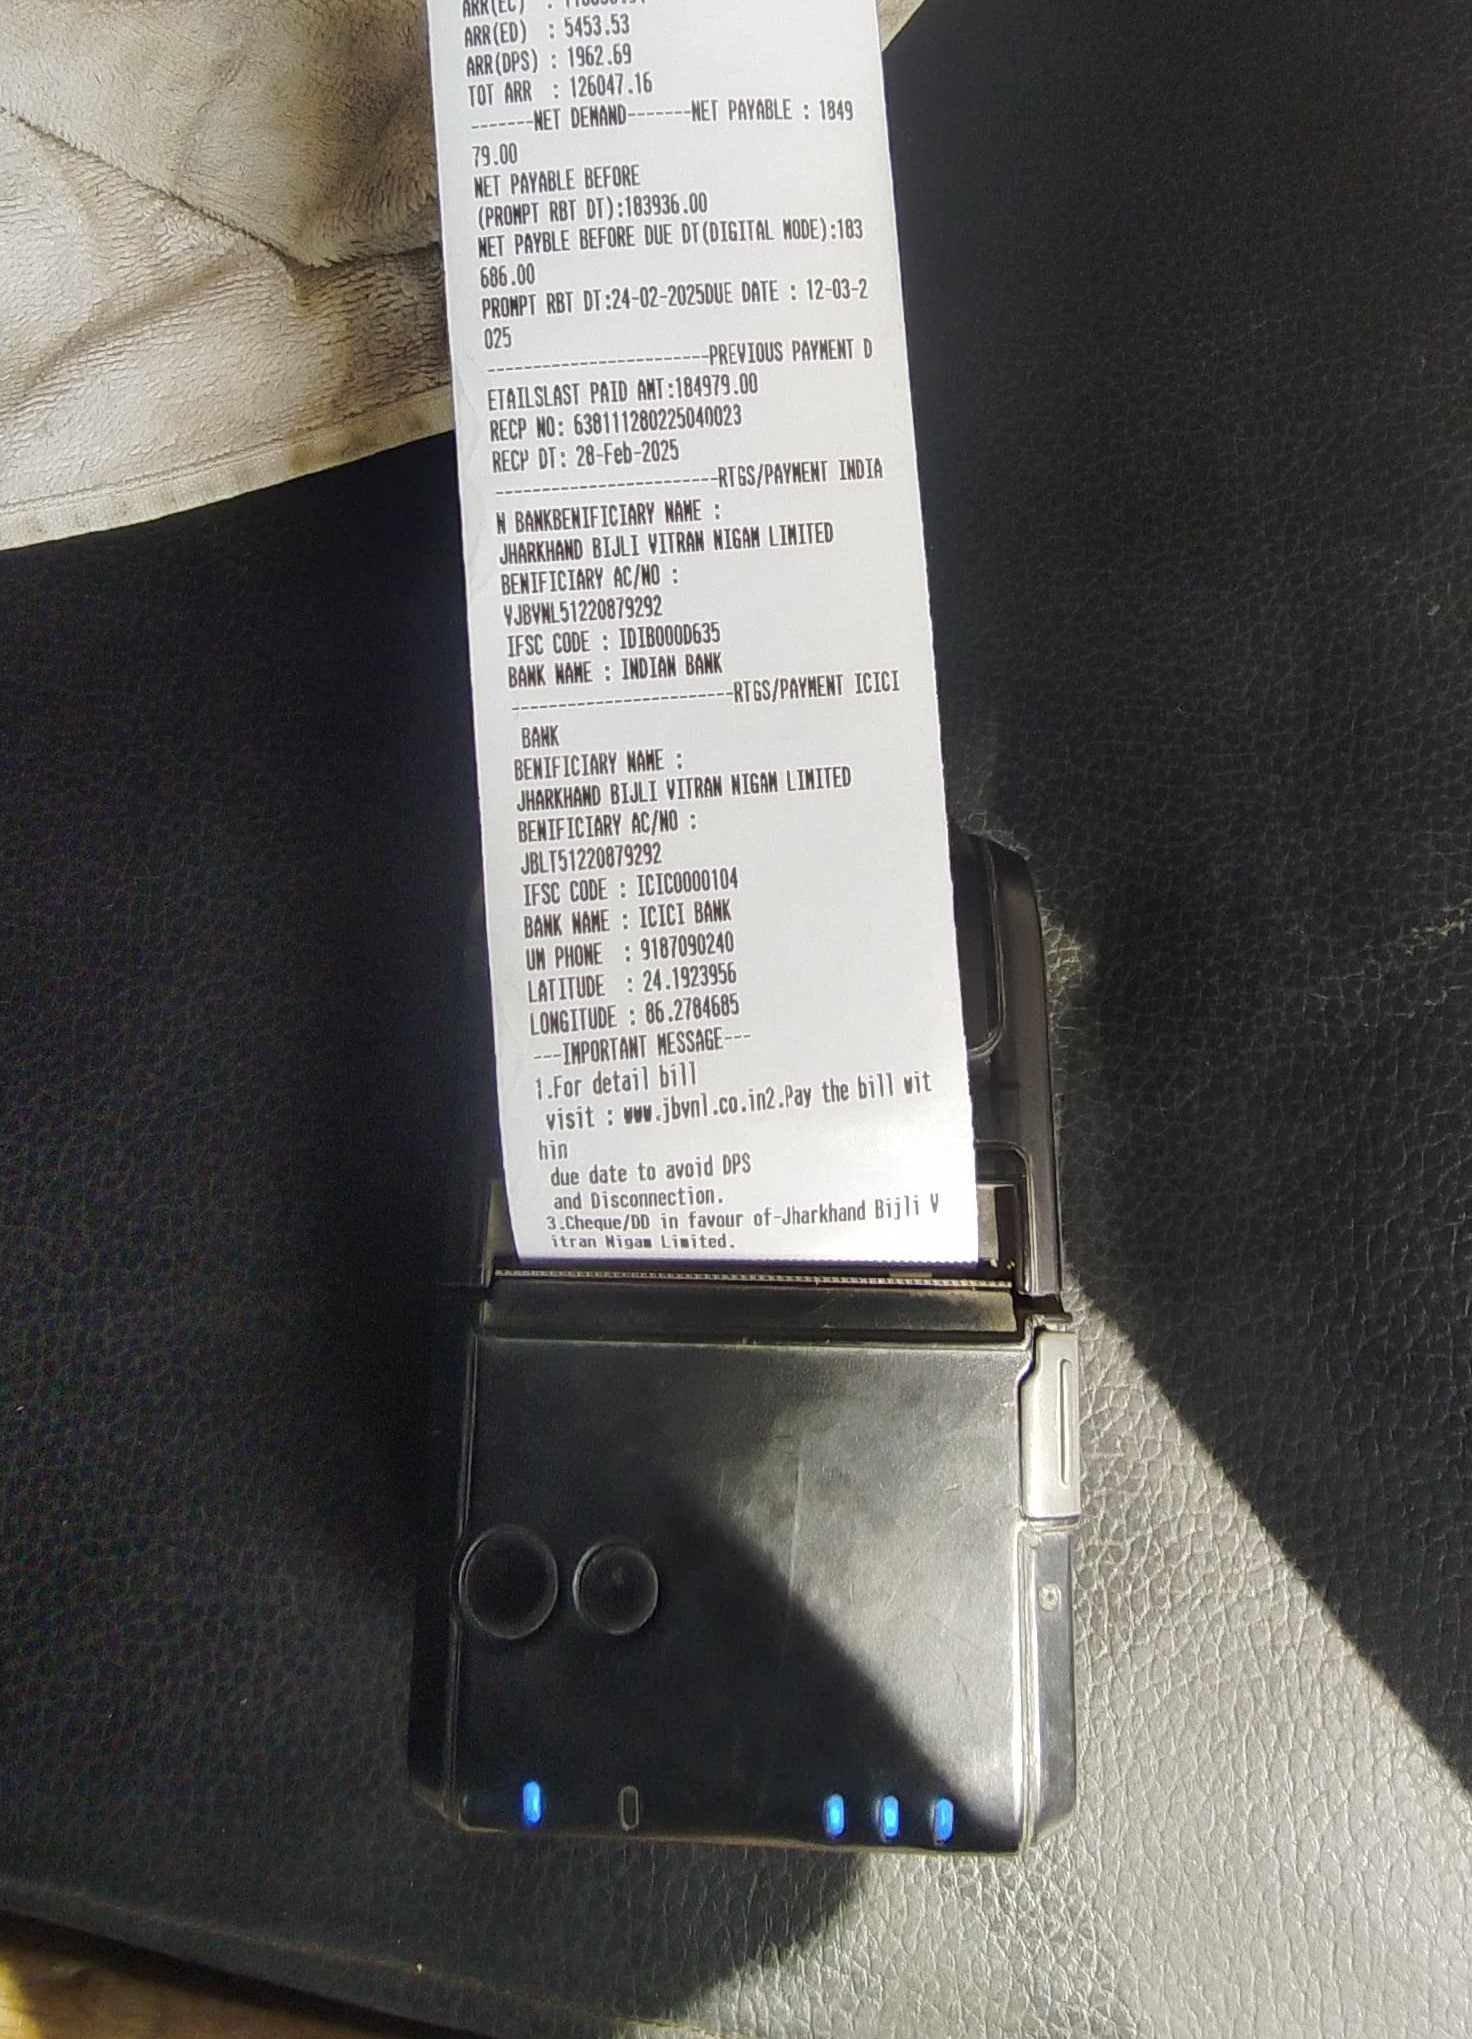 ARR(EC) :
ARR(ED) : 5453.53
ARR(DPS) : 1962.69
TOT ARR : 126047.16
-------NET DEMAND-------NET PAYABLE : 1849
79.00
NET PAYABLE BEFORE
(PROMPT RBT DT):183936.00
NET PAYBLE BEFORE DUE DT(DIGITAL MODE):183
686.00
PROMPT RBT DT:24-02-2025DUE DATE : 12-03-2
025
------------------------PREVIOUS PAYMENT D
ETAILSLAST PAID AMT:184979.00
RECP NO: 638111280225040023
RECP DT: 28-Feb-2025
------------------------RTGS/PAYMENT INDIA
N BANKBENIFICIARY NAME :
JHARKHAND BIJLI VITRAN NIGAM LIMITED
BENIFICIARY AC/NO :
VJBVNL51220879292
IFSC CODE : IDIB000D635
BANK NAME : INDIAN BANK
------------------------RTGS/PAYMENT ICICI
BANK
BENIFICIARY NAME :
JHARKHAND BIJLI VITRAN NIGAM LIMITED
BENIFICIARY AC/NO :
JBLT51220879292
IFSC CODE : ICIC0000104
BANK NAME : ICICI BANK
UM PHONE : 9187090240
LATITUDE : 24.1923956
LONGITUDE : 86.2784685
---IMPORTANT MESSAGE---
1.For detail bill
visit : www.jbvnl.co.in2.Pay the bill wit
hin
due date to avoid DPS
and Disconnection.
3.Cheque/DD in favour of-Jharkhand Bijli V
itran Nigam Limited.